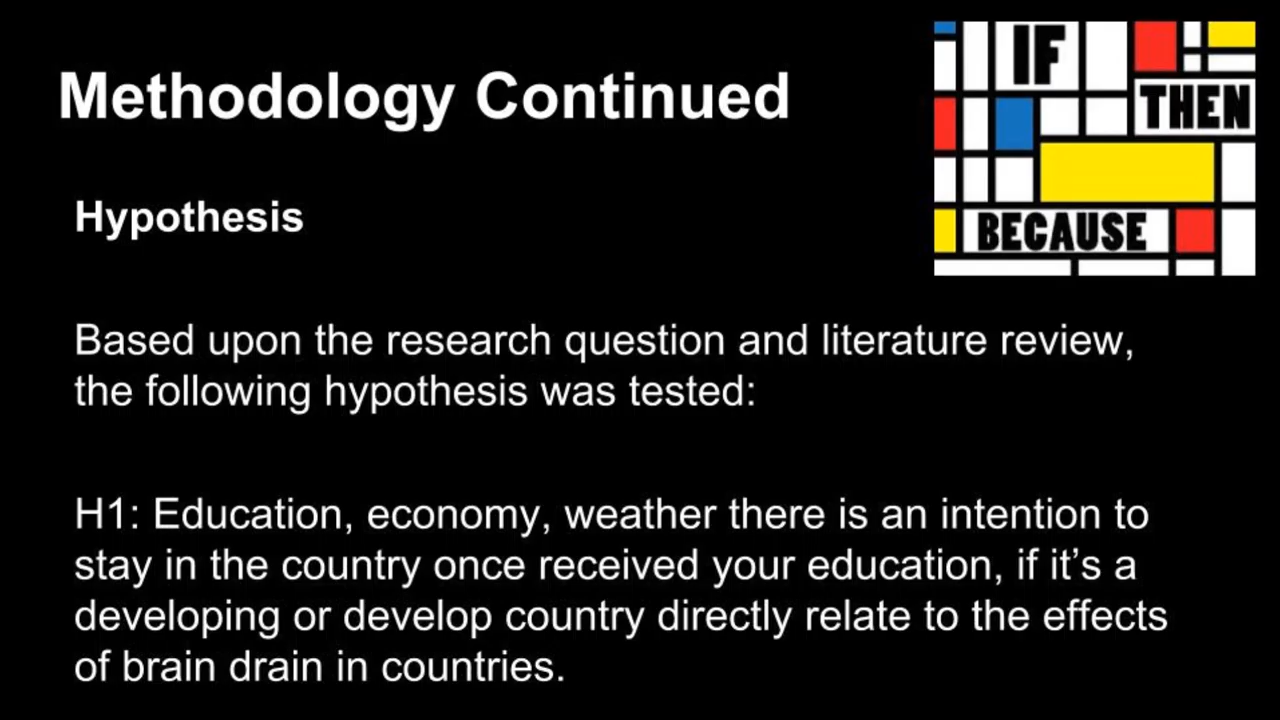 Methodology Continued
IF
THEN
BECAUSE
Hypothesis
Based upon the research question and literature review,
the following hypothesis was tested:
H1: Education, economy, weather there is an intention to
stay in the country once received your education, if it’s a
developing or develop country directly relate to the effects
of brain drain in countries.